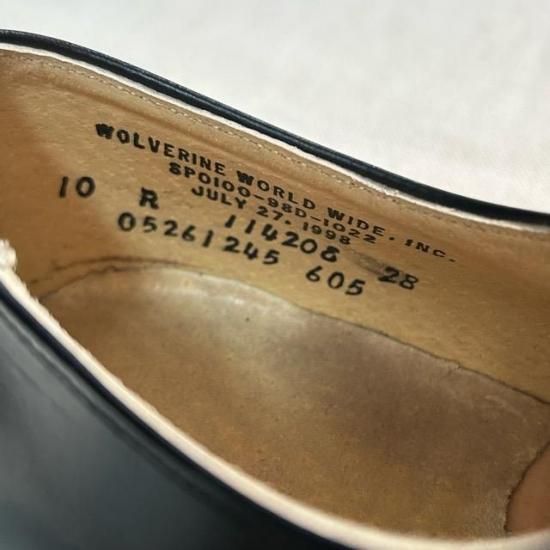 WOLVERINE WORLD WIDE, INC.
SPO100-98D-1022
JULY 27, 1998
10 R 114208 28
05261245 605